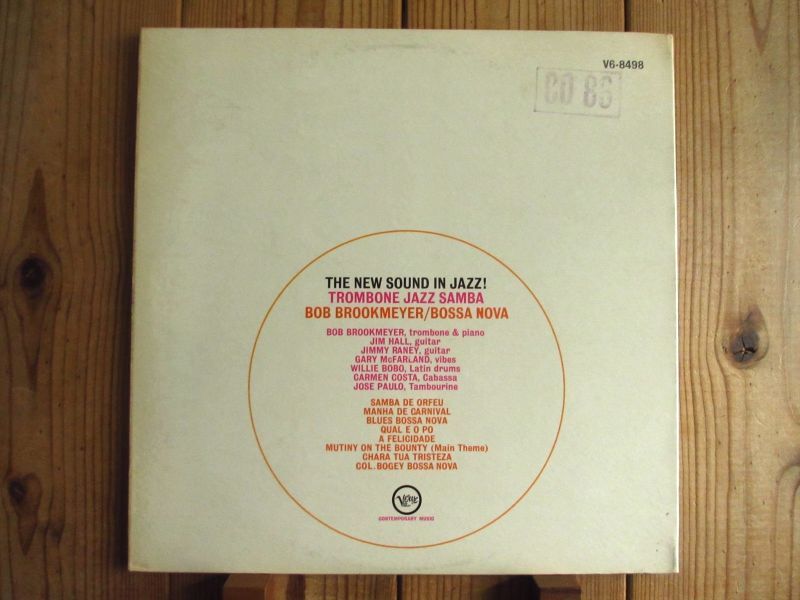 V6-8498
CO 86
THE NEW SOUND IN JAZZ!
TROMBONE JAZZ SAMBA
BOB BROOKMEYER/BOSSA NOVA
BOB BROOKMEYER, trombone & piano
JIM HALL, guitar
JIMMY RANEY, guitar
GARY McFARLAND, vibes
WILLIE BOBO, Latin drums
CARMEN COSTA, Cabassa
JOSE PAULO, Tambourine
SAMBA DE ORFEU
MANHA DE CARNIVAL
BLUES BOSSA NOVA
QUAL E O PO
A FELICIDADE
MUTINY ON THE BOUNTY (Main Theme)
CHARA TUA TRISTEZA
COL. BOGEY BOSSA NOVA
Verve
CONTEMPORARY MUSIC